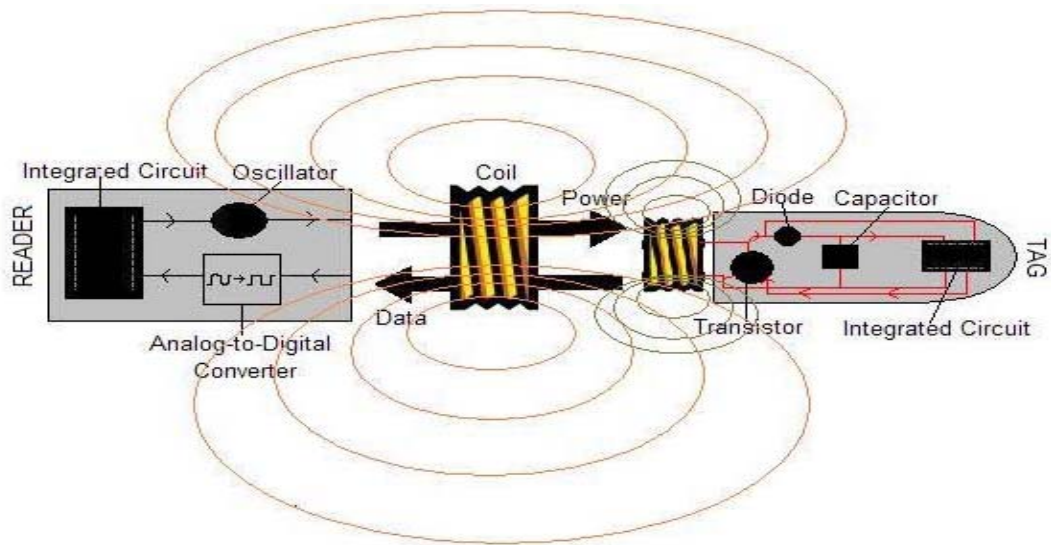 Integrated Circuit
Oscillator
Coil
Power
Diode
Capacitor
READER
TAG
Data
Analog-to-Digital
Converter
Transistor
Integrated Circuit